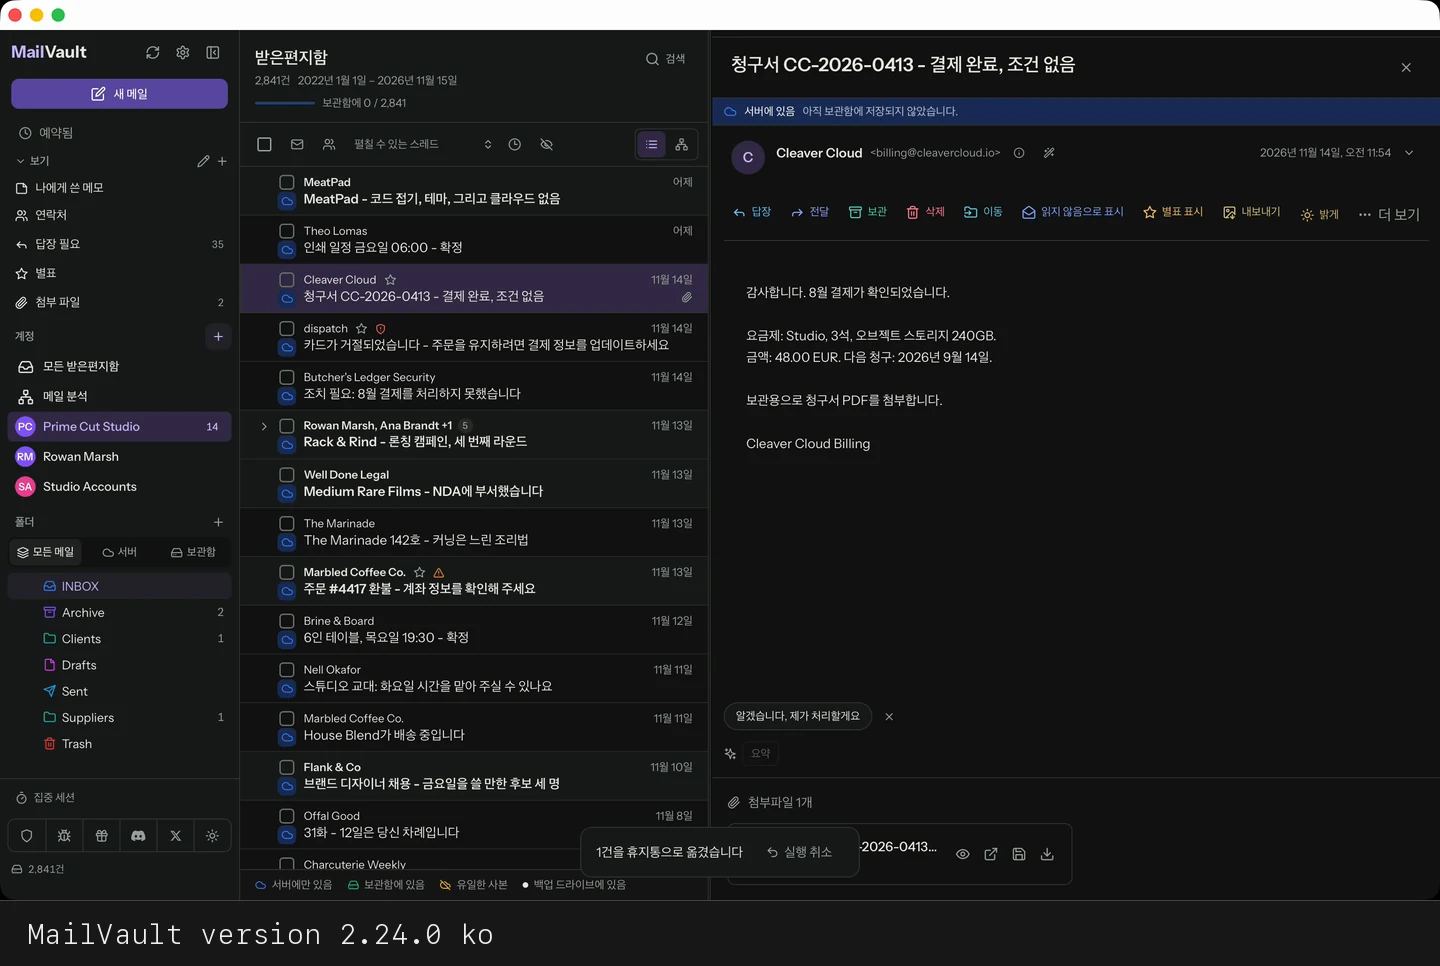 MailVault
새 메일
예약됨
보기
나에게 쓴 메모
연락처
답장 필요 35
별표
첨부 파일 2
계정
모든 받은편지함
메일 분석
PC Prime Cut Studio 14
RM Rowan Marsh
SA Studio Accounts
폴더
모든 메일 서버 보관함
INBOX
Archive 2
Clients 1
Drafts
Sent
Suppliers 1
Trash
집중 세션
2,841건
받은편지함
검색
2,841건 2022년 1월 1일 – 2026년 11월 15일
보관함에 0 / 2,841
펼칠 수 있는 스레드
MeatPad 어제
MeatPad - 코드 접기, 테마, 그리고 클라우드 없음
Theo Lomas 어제
인쇄 일정 금요일 06:00 - 확정
Cleaver Cloud 11월 14일
청구서 CC-2026-0413 - 결제 완료, 조건 없음
dispatch 11월 14일
카드가 거절되었습니다 - 주문을 유지하려면 결제 정보를 업데이트하세요
Butcher's Ledger Security 11월 14일
조치 필요: 8월 결제를 처리하지 못했습니다
Rowan Marsh, Ana Brandt +1 5 11월 13일
Rack & Rind - 론칭 캠페인, 세 번째 라운드
Well Done Legal 11월 13일
Medium Rare Films - NDA에 부서했습니다
The Marinade 11월 13일
The Marinade 142호 - 커닝은 느린 조리법
Marbled Coffee Co. 11월 13일
주문 #4417 환불 - 계좌 정보를 확인해 주세요
Brine & Board 11월 12일
6인 테이블, 목요일 19:30 - 확정
Nell Okafor 11월 11일
스튜디오 교대: 화요일 시간을 맡아 주실 수 있나요
Marbled Coffee Co. 11월 11일
House Blend가 배송 중입니다
Flank & Co 11월 10일
브랜드 디자이너 채용 - 금요일을 쓸 만한 후보 세 명
Offal Good 11월 8일
31화 - 12일은 당신 차례입니다
Charcuterie Weekly
서버에만 있음 보관함에 있음 유일한 사본 백업 드라이브에 있음
청구서 CC-2026-0413 - 결제 완료, 조건 없음
서버에 있음 아직 보관함에 저장되지 않았습니다.
C Cleaver Cloud <billing@cleavercloud.io> 2026년 11월 14일, 오전 11:54
답장 전달 보관 삭제 이동 읽지 않음으로 표시 별표 표시 내보내기 밝게 더 보기
감사합니다. 8월 결제가 확인되었습니다.
요금제: Studio, 3석, 오브젝트 스토리지 240GB.
금액: 48.00 EUR. 다음 청구: 2026년 9월 14일.
보관용으로 청구서 PDF를 첨부합니다.
Cleaver Cloud Billing
알겠습니다, 제가 처리할게요
요약
첨부파일 1개
-2026-0413...
1건을 휴지통으로 옮겼습니다 실행 취소
MailVault version 2.24.0 ko